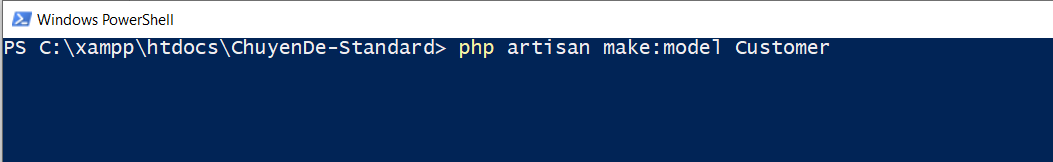 Windows PowerShell
PS C:\xampp\htdocs\ChuyenDe-Standard> php artisan make:model Customer